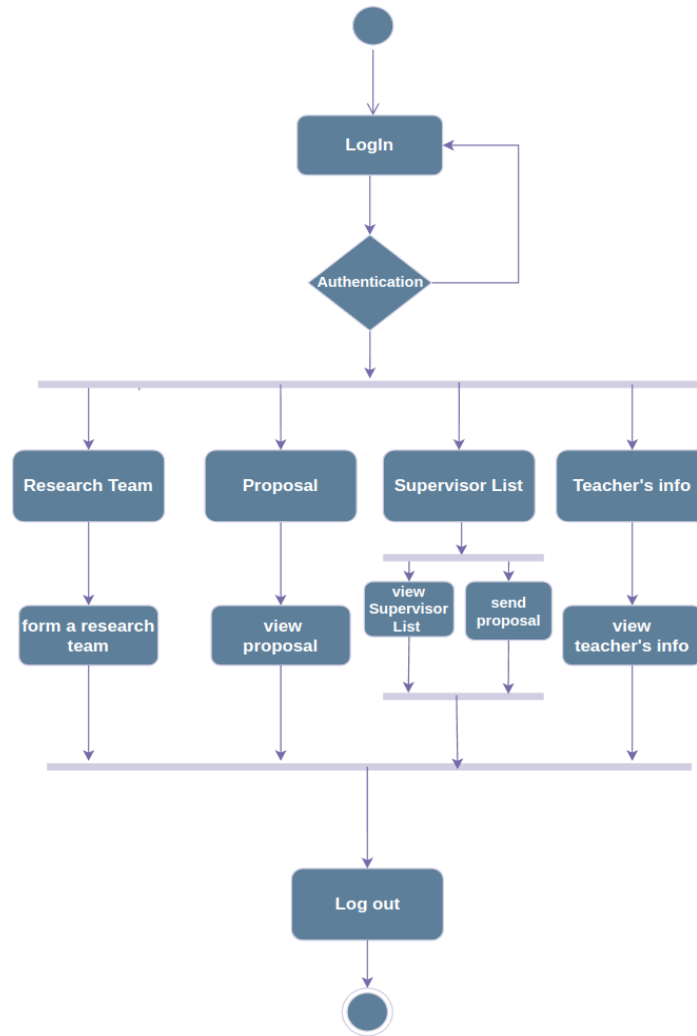 LogIn
Authentication
Research Team
Proposal
Supervisor List
Teacher's info
form a research
team
view
proposal
view
Supervisor
List
send
proposal
view
teacher's info
Log out